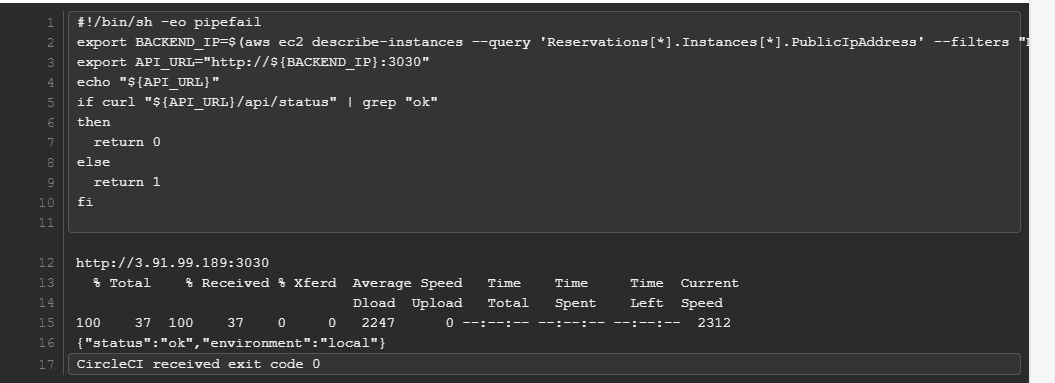 1 #!/bin/sh -eo pipefail
2 export BACKEND_IP=$(aws ec2 describe-instances --query 'Reservations[*].Instances[*].PublicIpAddress' --filters "
3 export API_URL="http://${BACKEND_IP}:3030"
4 echo "${API_URL}"
5 if curl "${API_URL}/api/status" | grep "ok"
6 then
7 return 0
8 else
9 return 1
10 fi
11
12 http://3.91.99.189:3030
13 % Total % Received % Xferd Average Speed Time Time Time Current
14 Dload Upload Total Spent Left Speed
15 100 37 100 37 0 0 2247 0 --:--:-- --:--:-- --:--:-- 2312
16 {"status":"ok","environment":"local"}
17 CircleCI received exit code 0